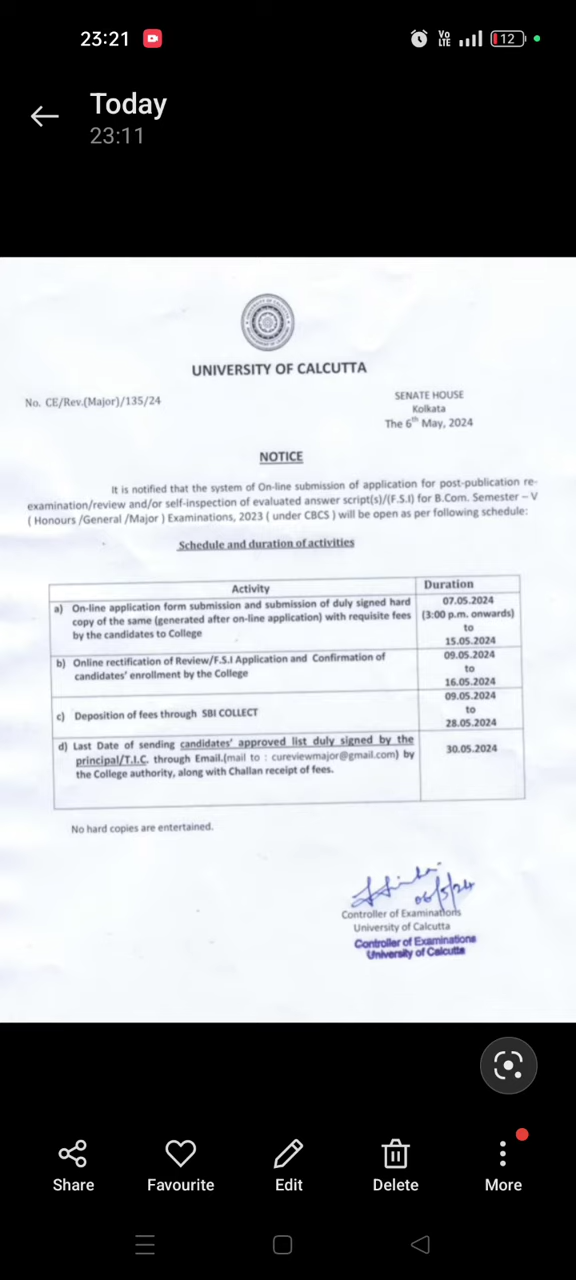 23:21
Vo LTE
12
Today
23:11
UNIVERSITY OF CALCUTTA
No. CE/Rev.(Major)/135/24
SENATE HOUSE
Kolkata
The 6th May, 2024
NOTICE
It is notified that the system of On-line submission of application for post-publication re-
examination/review and/or self-inspection of evaluated answer script(s)/(F.S.I) for B.Com. Semester – V
( Honours /General /Major ) Examinations, 2023 ( under CBCS ) will be open as per following schedule:
Schedule and duration of activities
Activity
Duration
a) On-line application form submission and submission of duly signed hard
copy of the same (generated after on-line application) with requisite fees
by the candidates to College
07.05.2024
(3:00 p.m. onwards)
to
15.05.2024
b) Online rectification of Review/F.S.I Application and Confirmation of
candidates' enrollment by the College
09.05.2024
to
16.05.2024
c) Deposition of fees through SBI COLLECT
09.05.2024
to
28.05.2024
d) Last Date of sending candidates' approved list duly signed by the
principal/T.I.C. through Email.(mail to : cureviewmajor@gmail.com) by
the College authority, along with Challan receipt of fees.
30.05.2024
No hard copies are entertained.
06/5/24
Controller of Examinations
University of Calcutta
Controller of Examinations
University of Calcutta
Share
Favourite
Edit
Delete
More